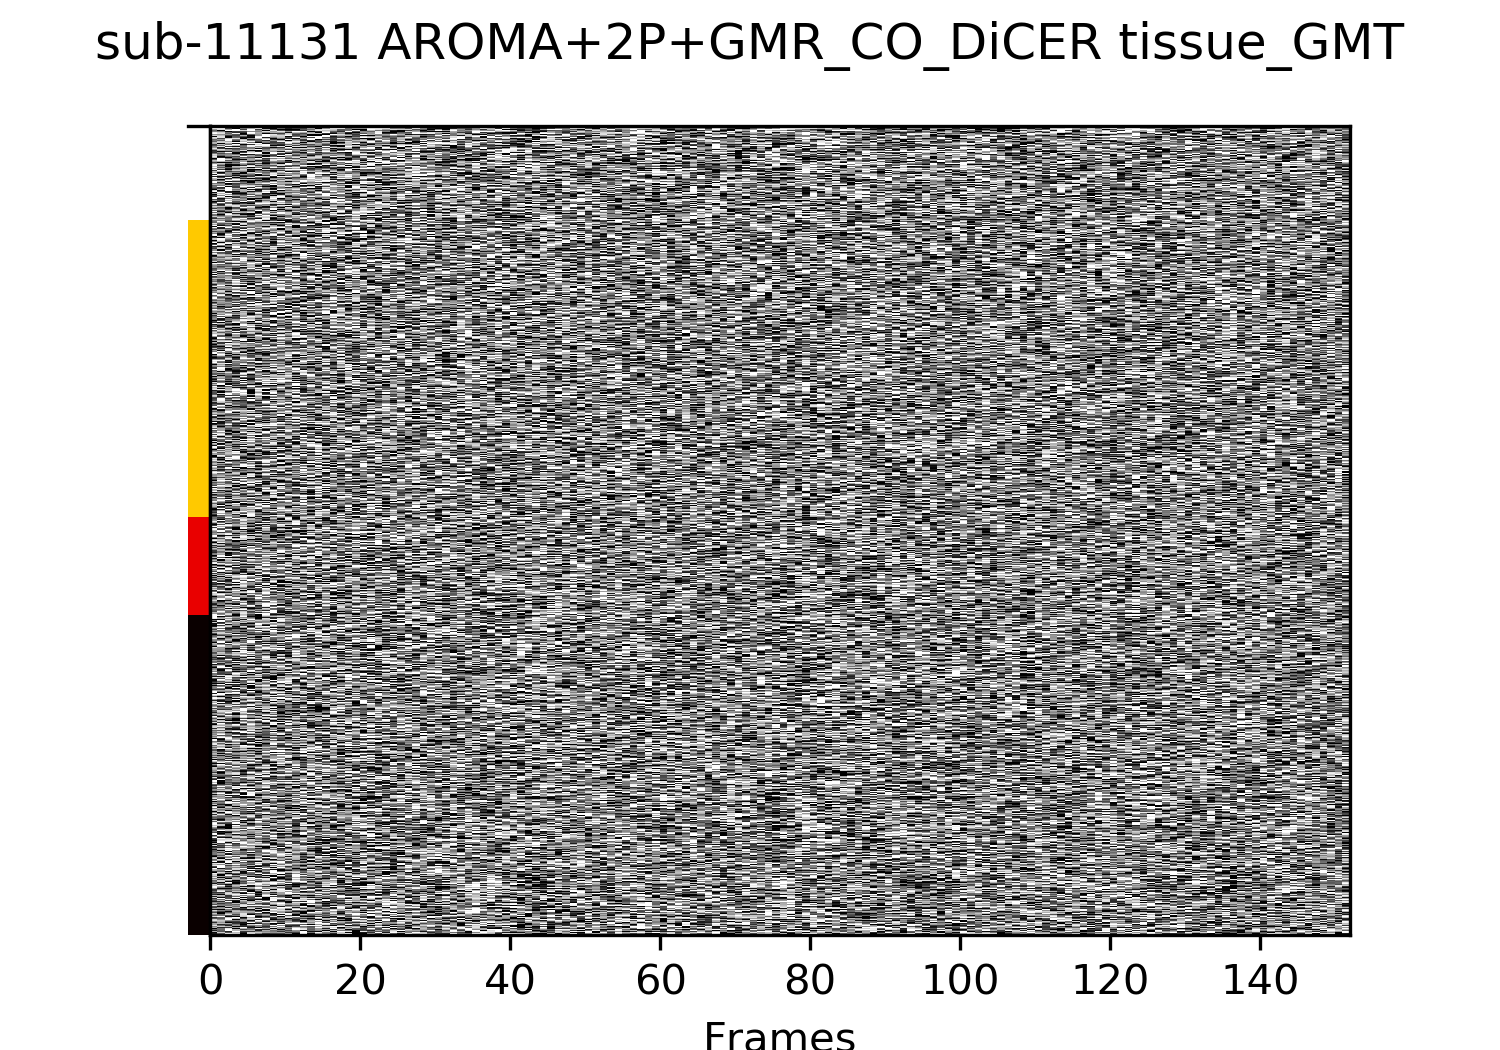 sub-11131 AROMA+2P+GMR_CO_DiCER tissue_GMT
0 20 40 60 80 100 120 140
Frames